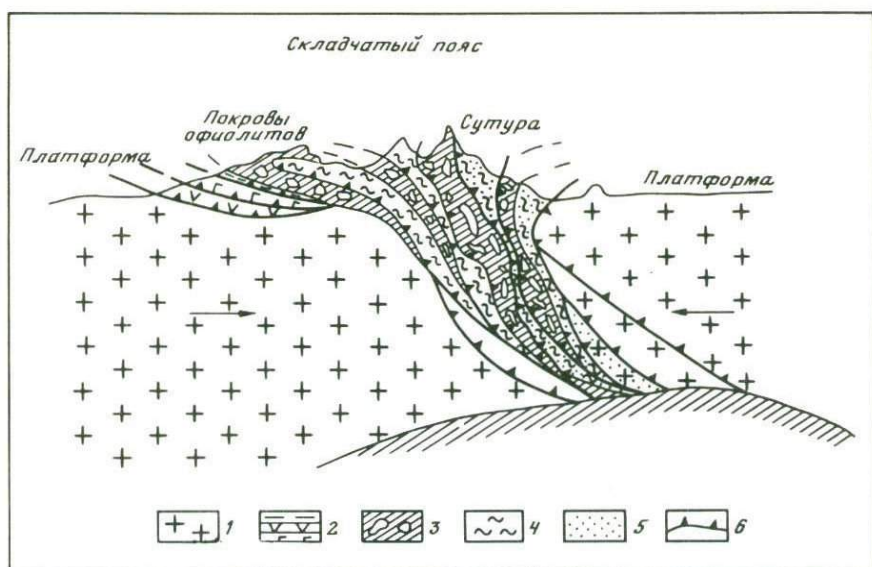 Складчатый пояс
Покровы
офиолитов
Сутура
Платформа
Платформа
1
2
3
4
5
6